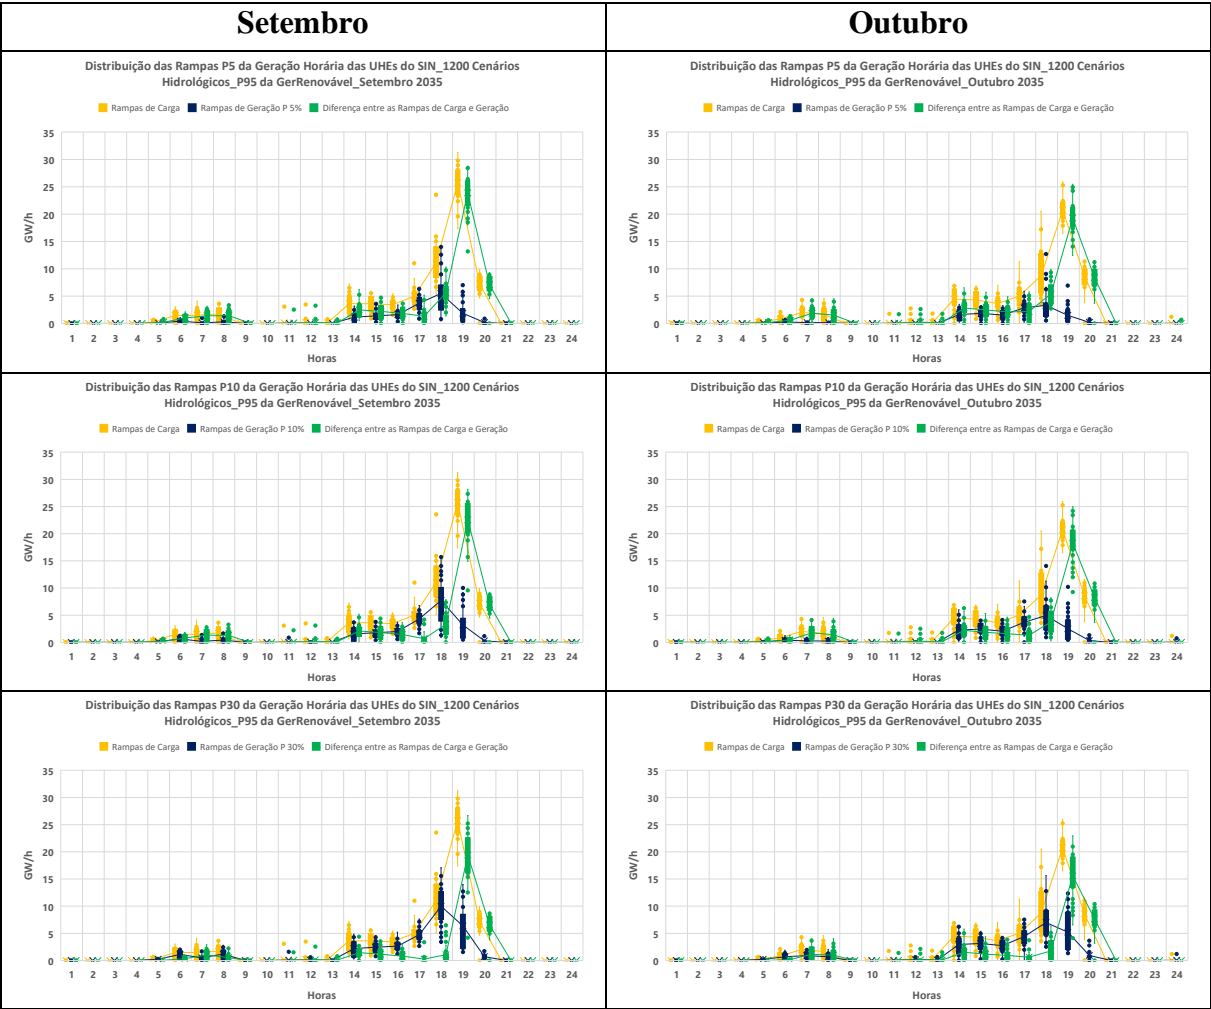 Setembro
Outubro
Distribuição das Rampas P5 da Geração Horária das UHEs do SIN_1200 Cenários
Hidrológicos_P95 da GerRenovável_Setembro 2035
Rampas de Carga Rampas de Geração P 5% Diferença entre as Rampas de Carga e Geração
35
30
25
20
15
10
5
0
GW/h
1 2 3 4 5 6 7 8 9 10 11 12 13 14 15 16 17 18 19 20 21 22 23 24
Horas
Distribuição das Rampas P5 da Geração Horária das UHEs do SIN_1200 Cenários
Hidrológicos_P95 da GerRenovável_Outubro 2035
Rampas de Carga Rampas de Geração P 5% Diferença entre as Rampas de Carga e Geração
35
30
25
20
15
10
5
0
GW/h
1 2 3 4 5 6 7 8 9 10 11 12 13 14 15 16 17 18 19 20 21 22 23 24
Horas
Distribuição das Rampas P10 da Geração Horária das UHEs do SIN_1200 Cenários
Hidrológicos_P95 da GerRenovável_Setembro 2035
Rampas de Carga Rampas de Geração P 10% Diferença entre as Rampas de Carga e Geração
35
30
25
20
15
10
5
0
GW/h
1 2 3 4 5 6 7 8 9 10 11 12 13 14 15 16 17 18 19 20 21 22 23 24
Horas
Distribuição das Rampas P10 da Geração Horária das UHEs do SIN_1200 Cenários
Hidrológicos_P95 da GerRenovável_Outubro 2035
Rampas de Carga Rampas de Geração P 10% Diferença entre as Rampas de Carga e Geração
35
30
25
20
15
10
5
0
GW/h
1 2 3 4 5 6 7 8 9 10 11 12 13 14 15 16 17 18 19 20 21 22 23 24
Horas
Distribuição das Rampas P30 da Geração Horária das UHEs do SIN_1200 Cenários
Hidrológicos_P95 da GerRenovável_Setembro 2035
Rampas de Carga Rampas de Geração P 30% Diferença entre as Rampas de Carga e Geração
35
30
25
20
15
10
5
0
GW/h
1 2 3 4 5 6 7 8 9 10 11 12 13 14 15 16 17 18 19 20 21 22 23 24
Horas
Distribuição das Rampas P30 da Geração Horária das UHEs do SIN_1200 Cenários
Hidrológicos_P95 da GerRenovável_Outubro 2035
Rampas de Carga Rampas de Geração P 30% Diferença entre as Rampas de Carga e Geração
35
30
25
20
15
10
5
0
GW/h
1 2 3 4 5 6 7 8 9 10 11 12 13 14 15 16 17 18 19 20 21 22 23 24
Horas